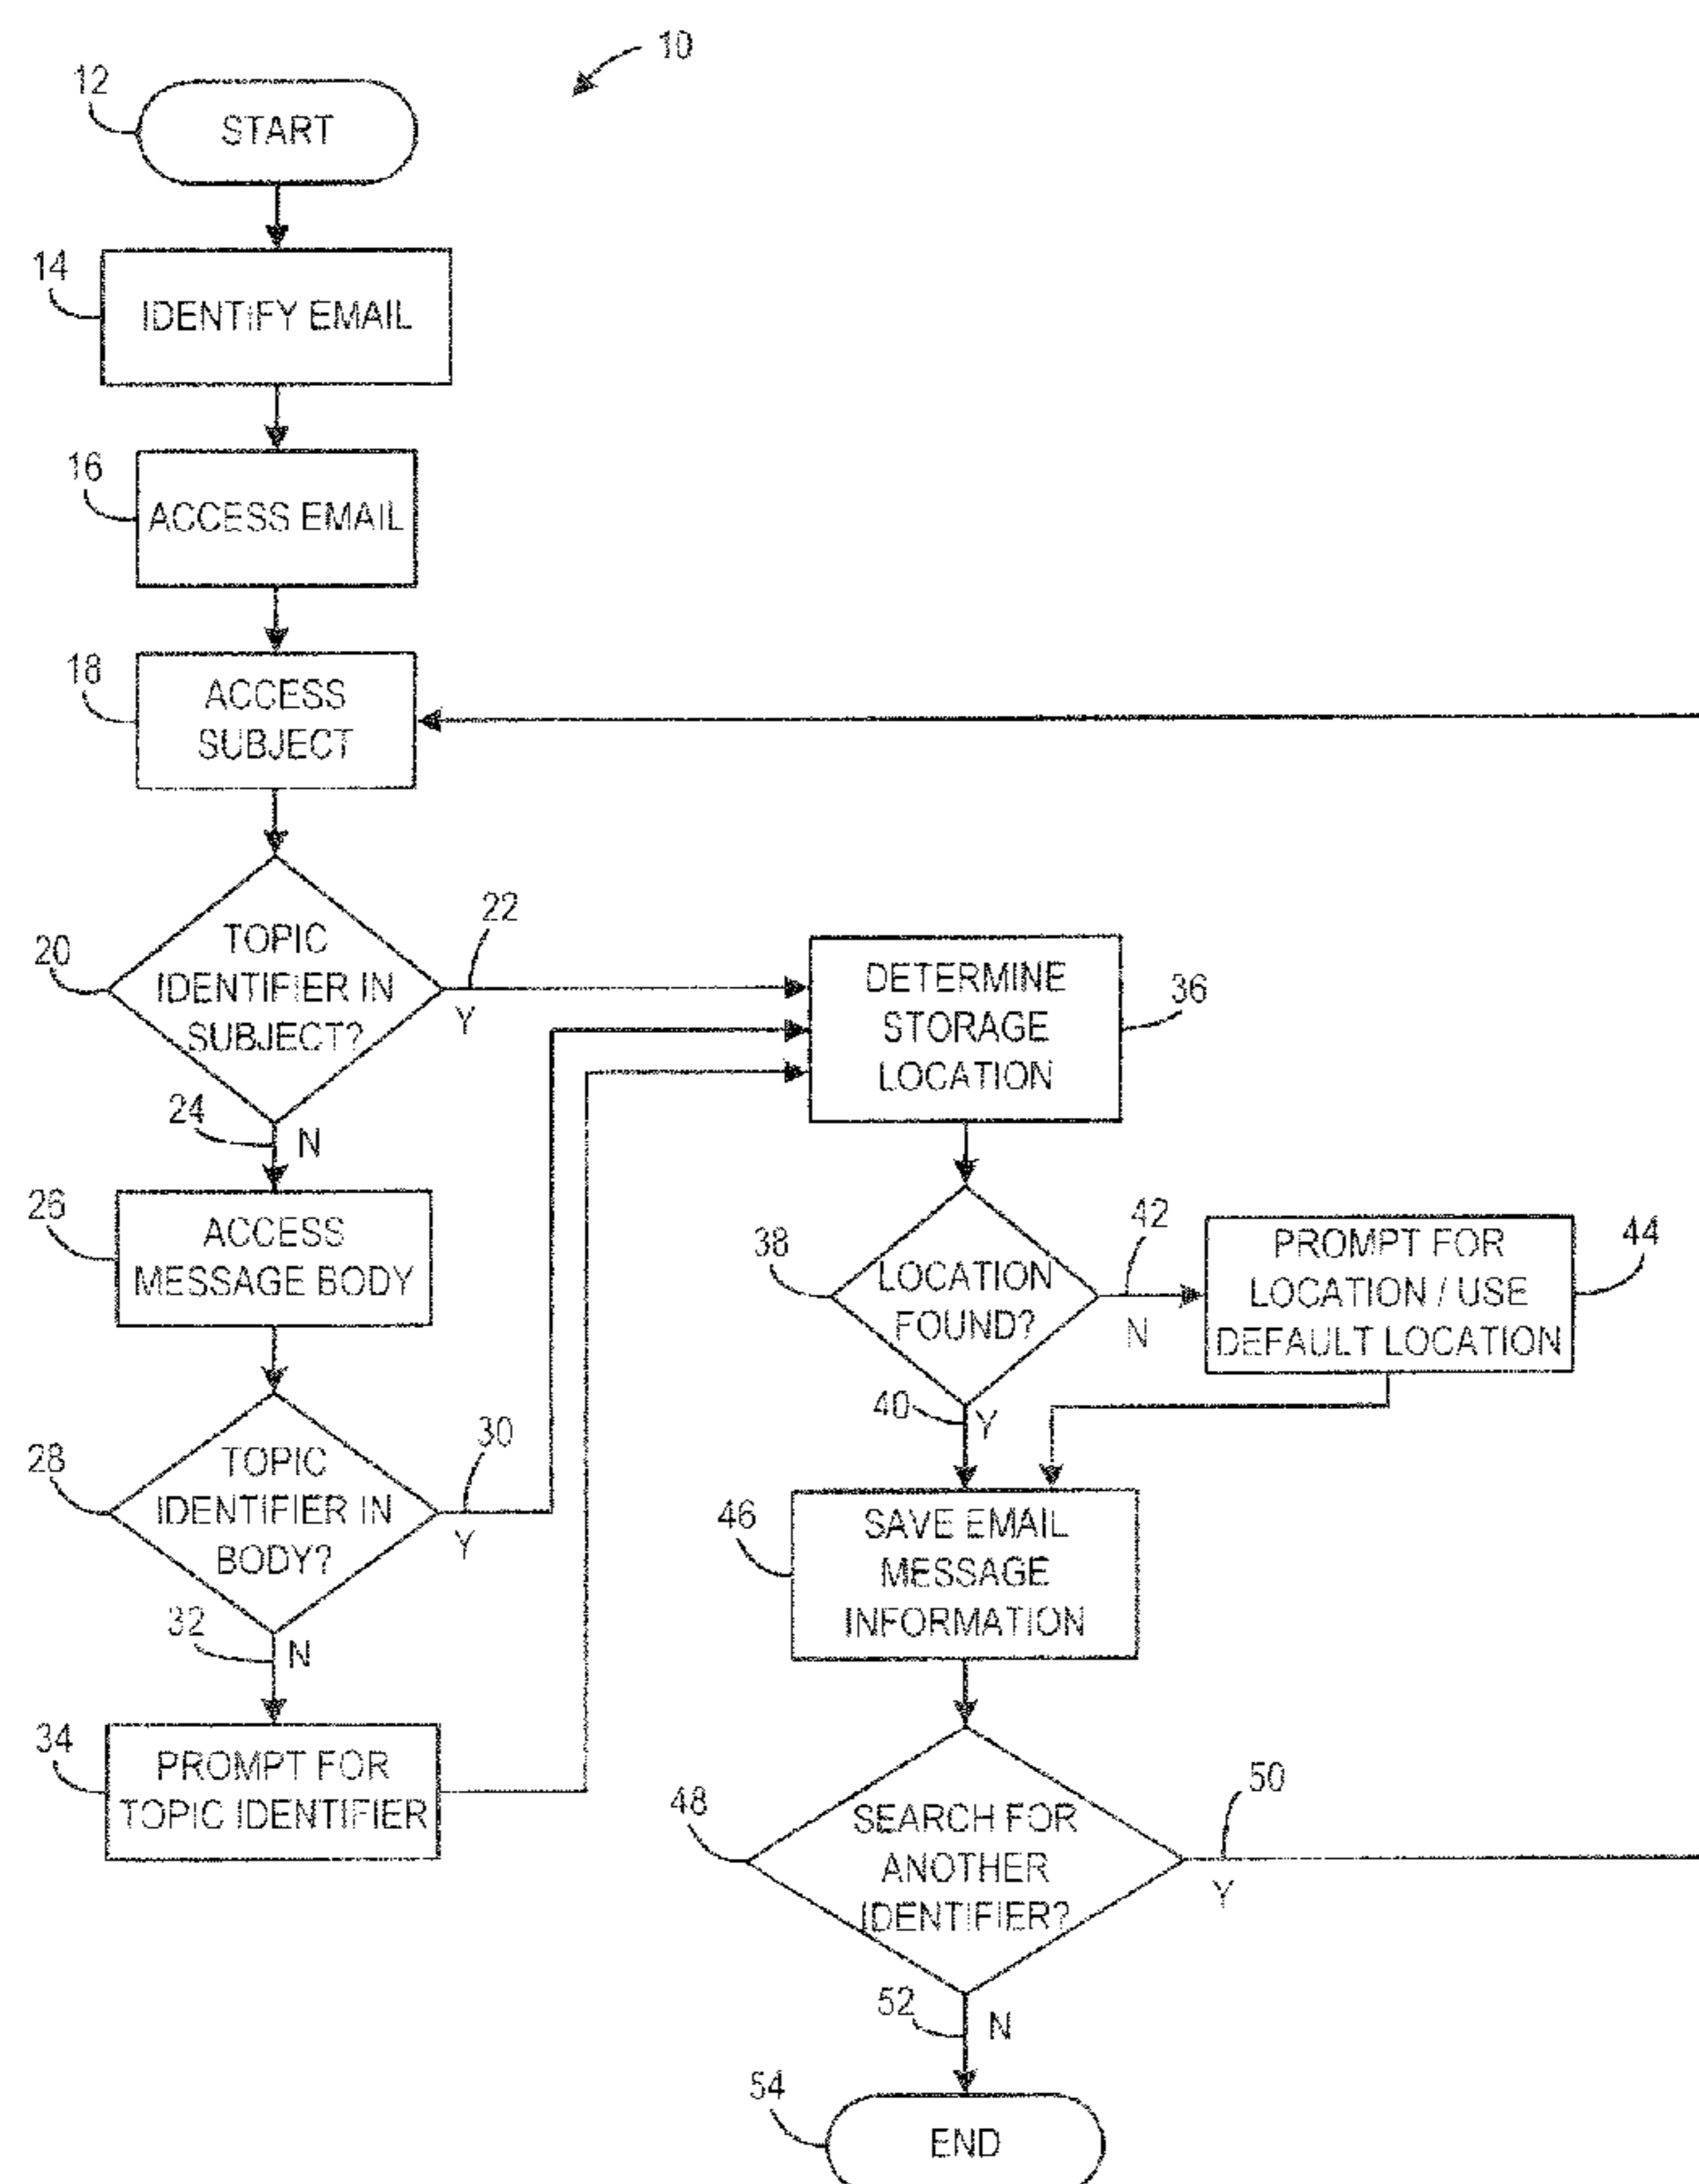 10
12
START
14
IDENTIFY EMAIL
16
ACCESS EMAIL
18
ACCESS
SUBJECT
20
TOPIC
IDENTIFIER IN
SUBJECT?
22
Y
24
N
26
ACCESS
MESSAGE BODY
28
TOPIC
IDENTIFIER IN
BODY?
30
Y
32
N
34
PROMPT FOR
TOPIC IDENTIFIER
DETERMINE
STORAGE
LOCATION
36
38
LOCATION
FOUND?
42
N
PROMPT FOR
LOCATION / USE
DEFAULT LOCATION
44
40
Y
46
SAVE EMAIL
MESSAGE
INFORMATION
48
SEARCH FOR
ANOTHER
IDENTIFIER?
50
Y
52
N
54
END